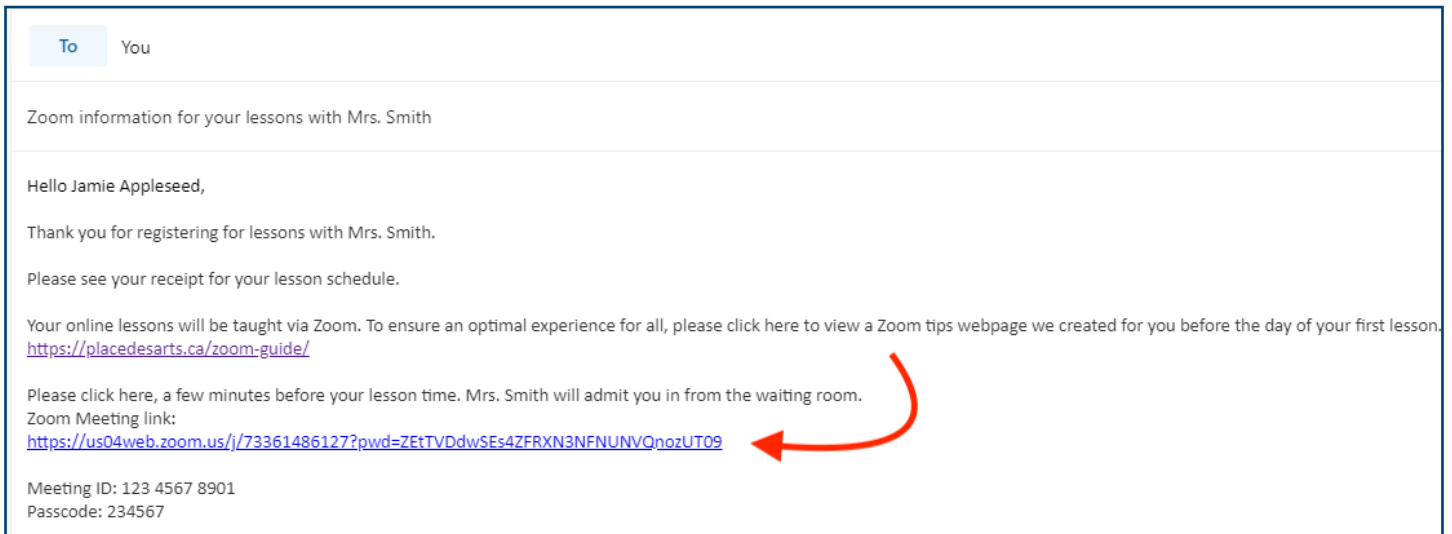 To You
Zoom information for your lessons with Mrs. Smith
Hello Jamie Appleseed,
Thank you for registering for lessons with Mrs. Smith.
Please see your receipt for your lesson schedule.
Your online lessons will be taught via Zoom. To ensure an optimal experience for all, please click here to view a Zoom tips webpage we created for you before the day of your first lesson.
https://placedesarts.ca/zoom-guide/
Please click here, a few minutes before your lesson time. Mrs. Smith will admit you in from the waiting room.
Zoom Meeting link:
https://us04web.zoom.us/j/73361486127?pwd=ZEtTVDdwSEs4ZFRXN3NFNUNVQnozUT09
Meeting ID: 123 4567 8901
Passcode: 234567